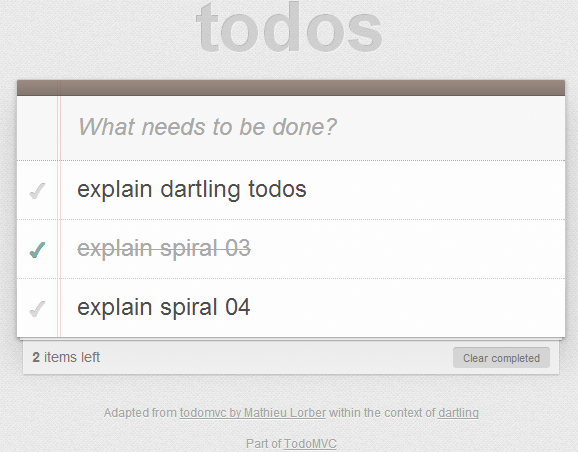 todos
What needs to be done?
explain dartling todos
explain spiral 03
explain spiral 04
2 items left
Clear completed
Adapted from todomvc by Mathieu Lorber within the context of dartling
Part of TodoMVC